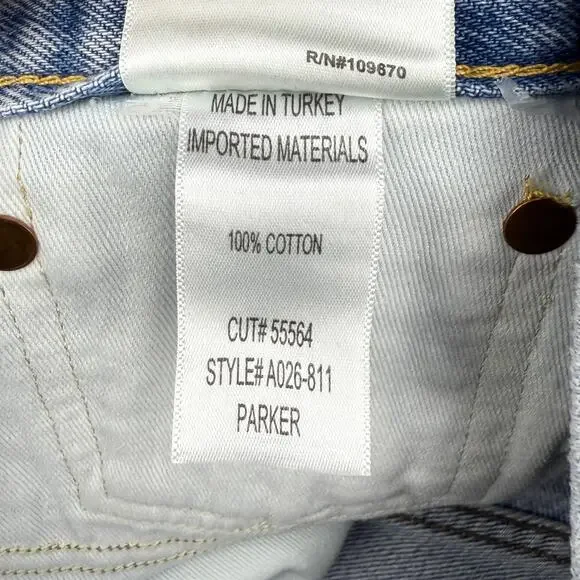 R/N#109670
MADE IN TURKEY
IMPORTED MATERIALS
100% COTTON
CUT# 55564
STYLE# A026-811
PARKER